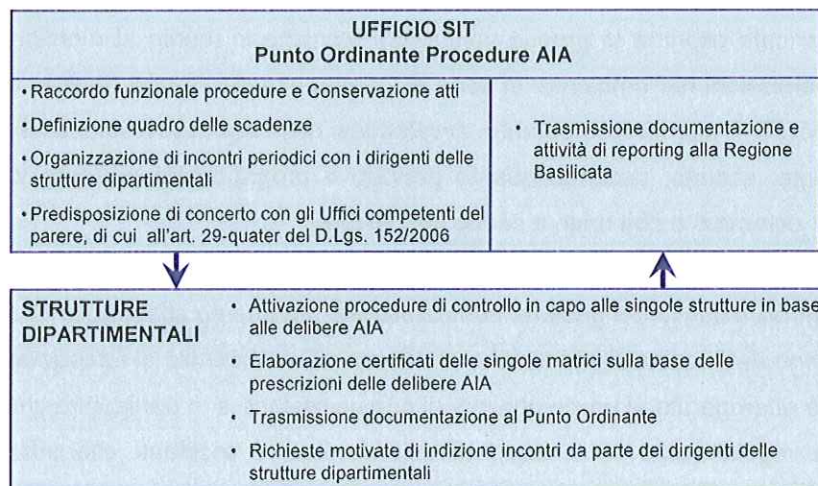 UFFICIO SIT
Punto Ordinante Procedure AIA
• Raccordo funzionale procedure e Conservazione atti
• Definizione quadro delle scadenze
• Organizzazione di incontri periodici con i dirigenti delle
strutture dipartimentali
• Predisposizione di concerto con gli Uffici competenti del
parere, di cui all'art. 29-quater del D.Lgs. 152/2006
• Trasmissione documentazione e
attività di reporting alla Regione
Basilicata
STRUTTURE
DIPARTIMENTALI
• Attivazione procedure di controllo in capo alle singole strutture in base
alle delibere AIA
• Elaborazione certificati delle singole matrici sulla base delle
prescrizioni delle delibere AIA
• Trasmissione documentazione al Punto Ordinante
• Richieste motivate di indizione incontri da parte dei dirigenti delle
strutture dipartimentali